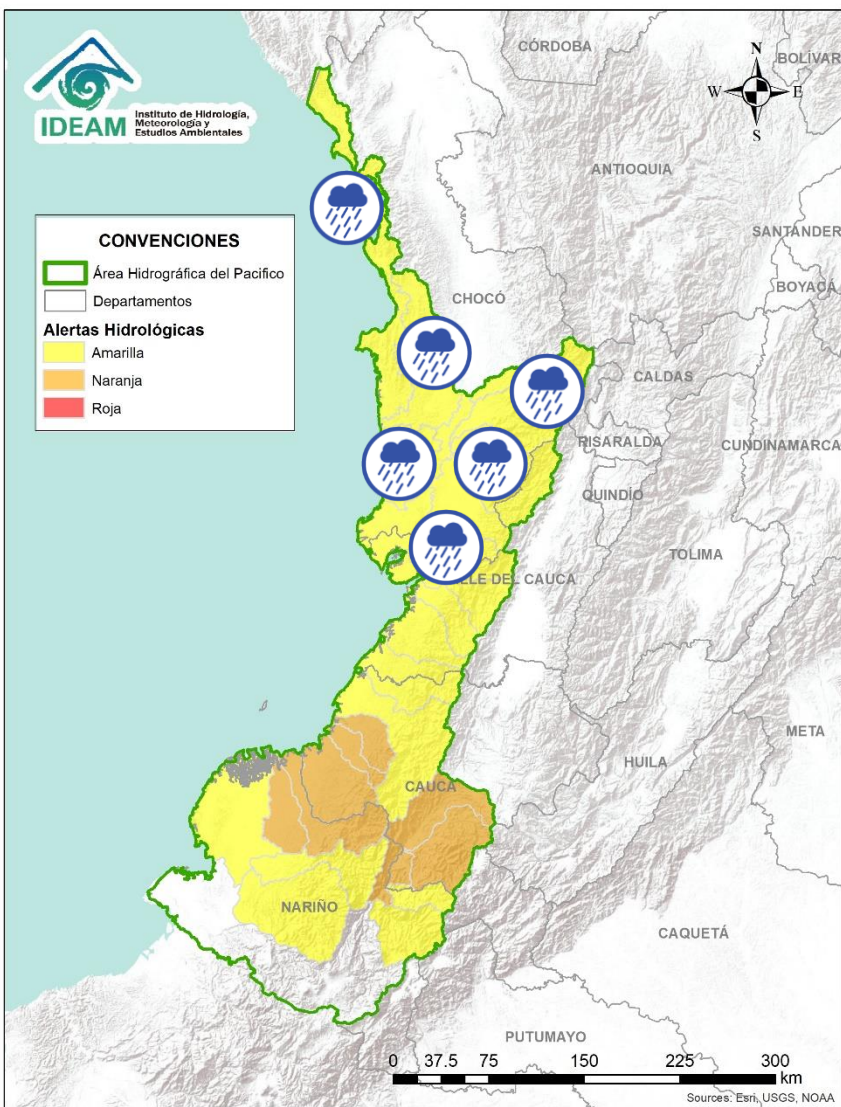 IDEAM
Instituto de Hidrología,
Meteorología y
Estudios Ambientales
CÓRDOBA
BOLÍVAR
N
W
E
S
ANTIOQUIA
SANTANDER
BOYACÁ
CONVENCIONES
Área Hidrográfica del Pacifico
Departamentos
Alertas Hidrológicas
Amarilla
Naranja
Roja
CHOCÓ
CALDAS
RISARALDA
CUNDINAMARCA
QUINDÍO
TOLIMA
LLE DEL CAUCA
META
HUILA
CAUCA
NARIÑO
CAQUETÁ
PUTUMAYO
0 37.5 75 150 225 300
km
Sources: Esri, USGS, NOAA